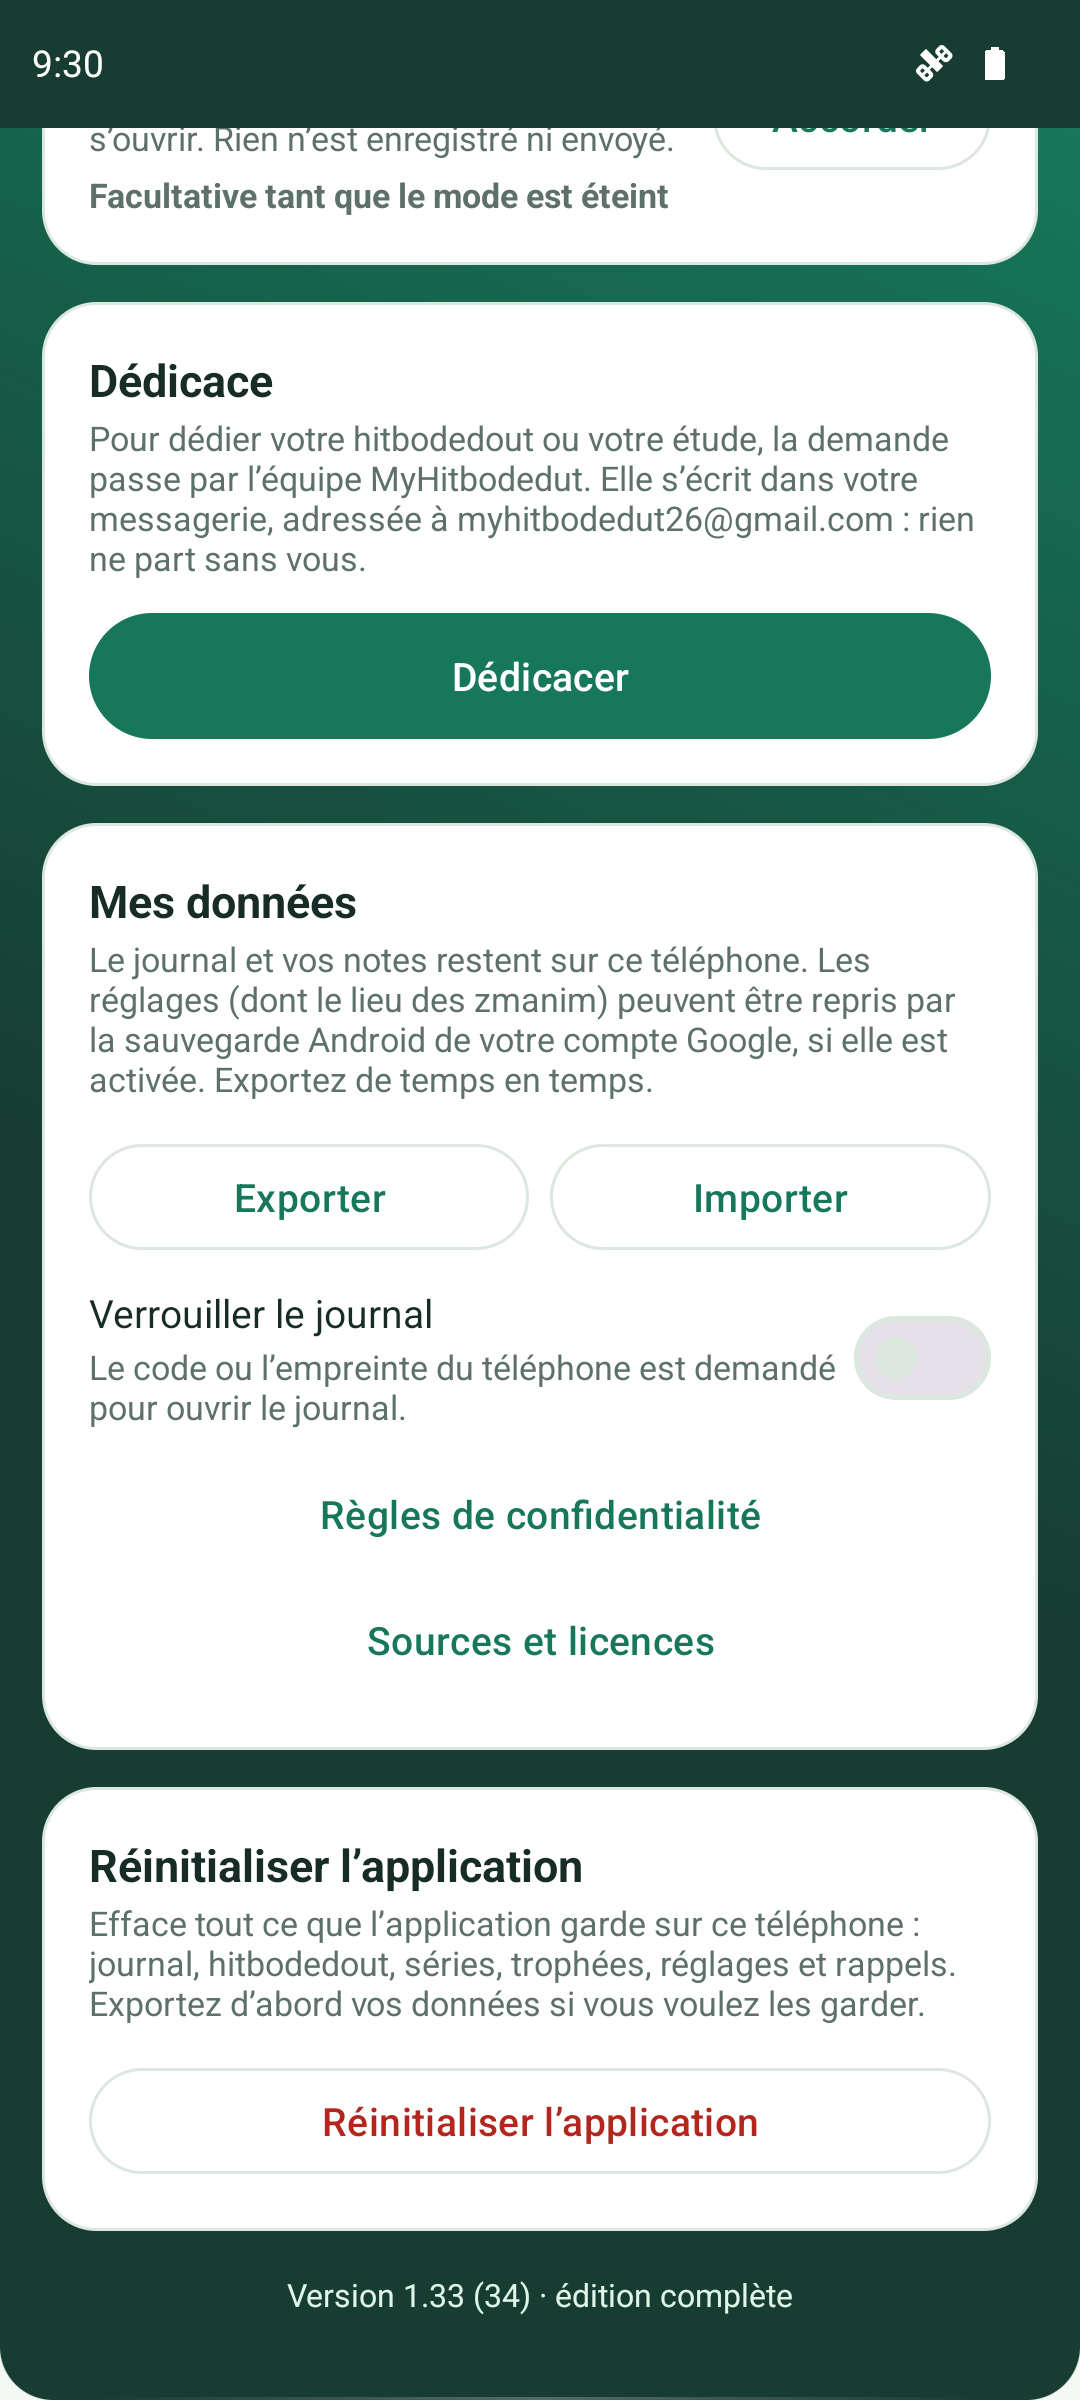 9:30
s’ouvrir. Rien n’est enregistré ni envoyé.
Accorder
Facultative tant que le mode est éteint
Dédicace
Pour dédier votre hitbodedout ou votre étude, la demande
passe par l’équipe MyHitbodedut. Elle s’écrit dans votre
messagerie, adressée à myhitbodedut26@gmail.com : rien
ne part sans vous.
Dédicacer
Mes données
Le journal et vos notes restent sur ce téléphone. Les
réglages (dont le lieu des zmanim) peuvent être repris par
la sauvegarde Android de votre compte Google, si elle est
activée. Exportez de temps en temps.
Exporter
Importer
Verrouiller le journal
Le code ou l’empreinte du téléphone est demandé
pour ouvrir le journal.
Règles de confidentialité
Sources et licences
Réinitialiser l’application
Efface tout ce que l’application garde sur ce téléphone :
journal, hitbodedout, séries, trophées, réglages et rappels.
Exportez d’abord vos données si vous voulez les garder.
Réinitialiser l’application
Version 1.33 (34) · édition complète